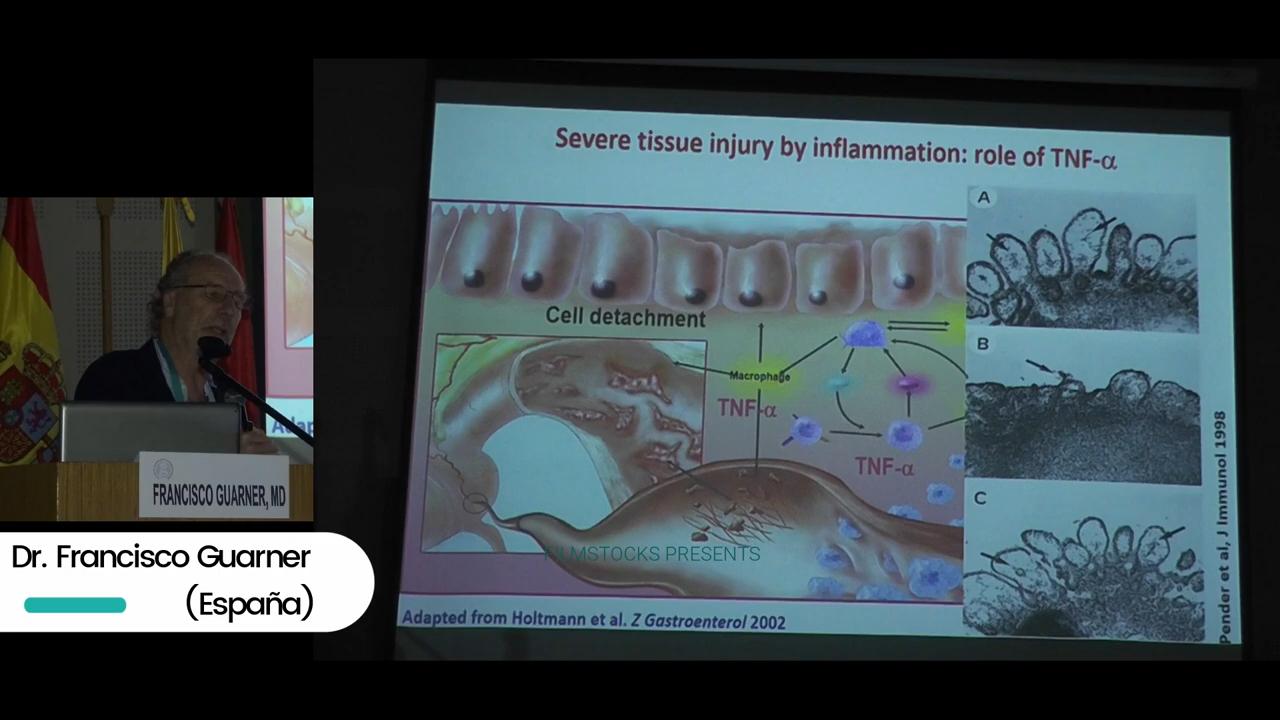 Severe tissue injury by inflammation: role of TNF-α
A
Cell detachment
B
Macrophage
TNF-α
TNF-α
C
Pender et al, J Immunol 1998
FRANCISCO GUARNER, MD
FILMSTOCKS PRESENTS
Dr. Francisco Guarner
(España)
Adapted from Holtmann et al. Z Gastroenterol 2002
Adap